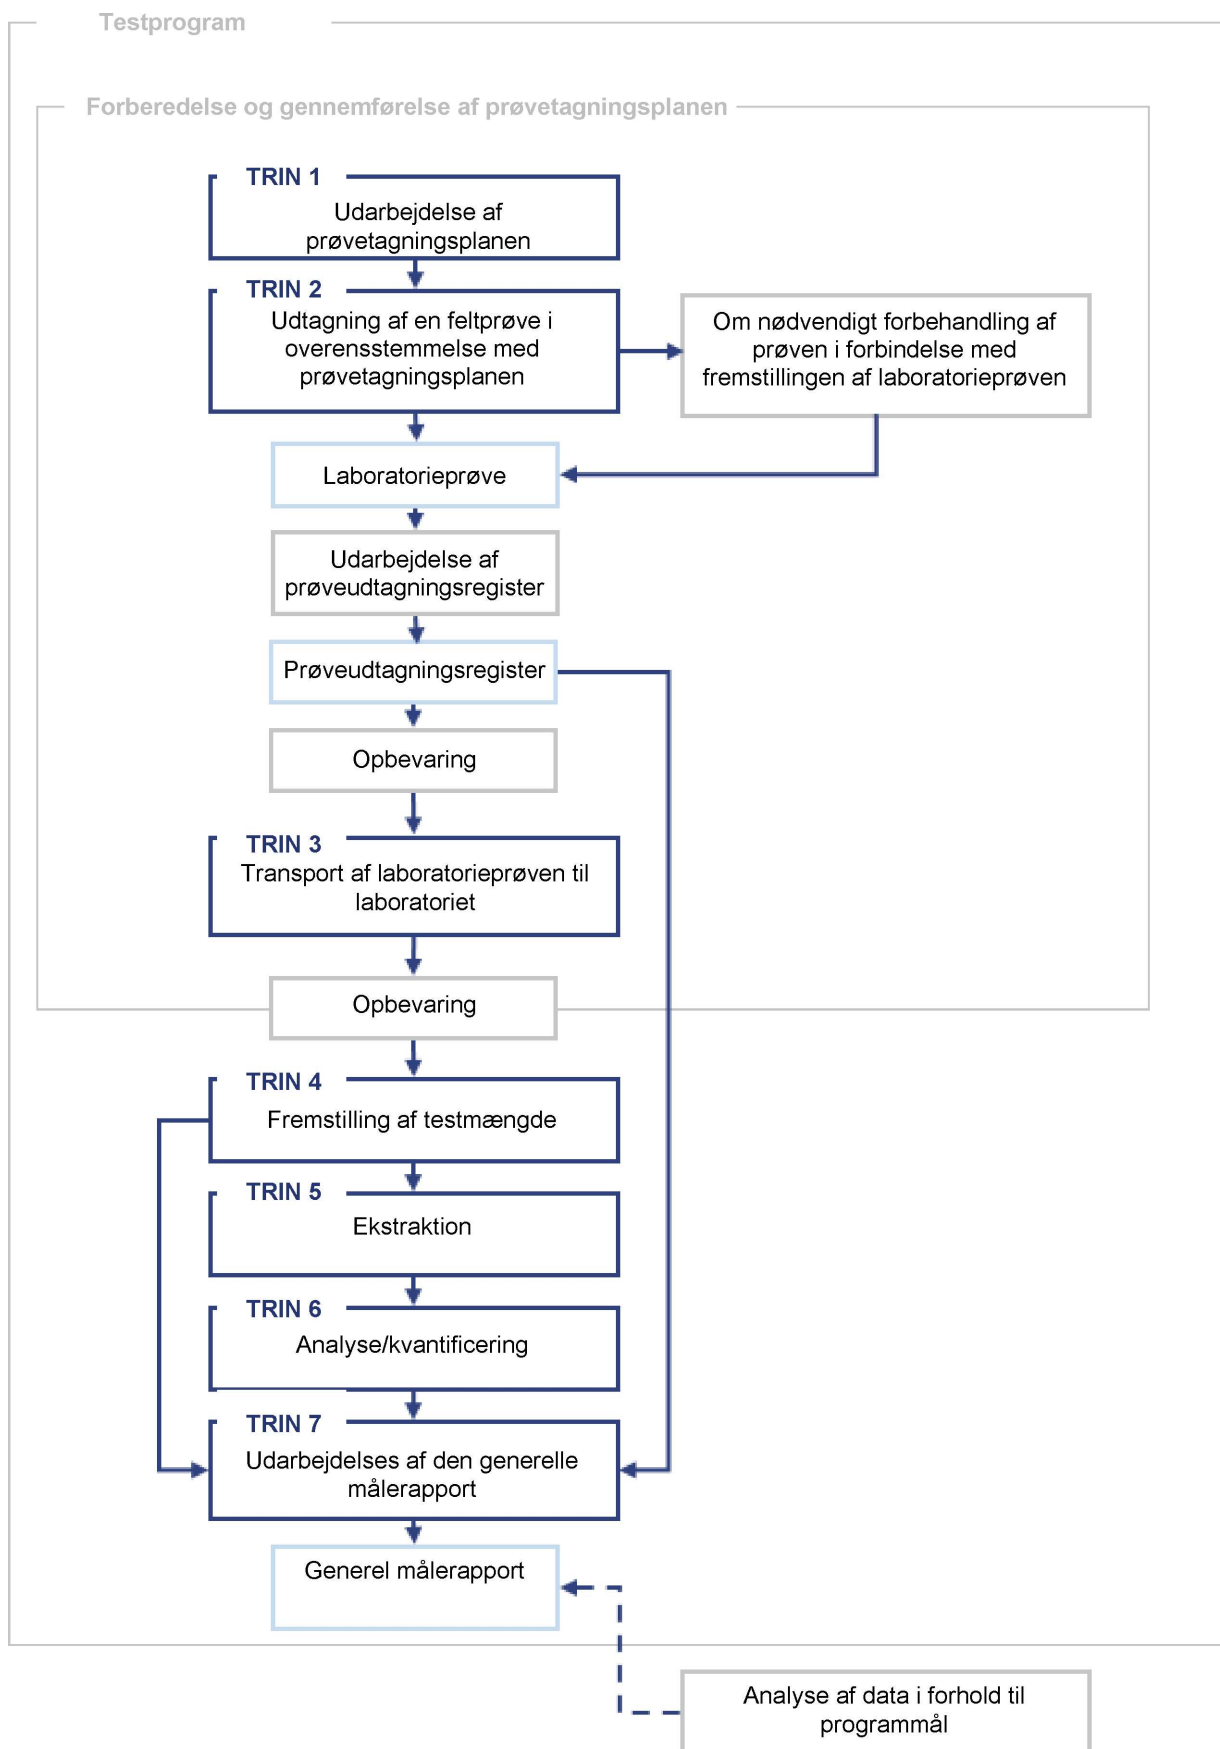 Testprogram
Forberedelse og gennemførelse af prøvetagningsplanen
TRIN 1
Udarbejdelse af
prøvetagningsplanen
TRIN 2
Udtagning af en feltprøve i
overensstemmelse med
prøvetagningsplanen
Om nødvendigt forbehandling af
prøven i forbindelse med
fremstillingen af laboratorieprøven
Laboratorieprøve
Udarbejdelse af
prøveudtagningsregister
Prøveudtagningsregister
Opbevaring
TRIN 3
Transport af laboratorieprøven til
laboratoriet
Opbevaring
TRIN 4
Fremstilling af testmængde
TRIN 5
Ekstraktion
TRIN 6
Analyse/kvantificering
TRIN 7
Udarbejdelses af den generelle
målerapport
Generel målerapport
Analyse af data i forhold til
programmål